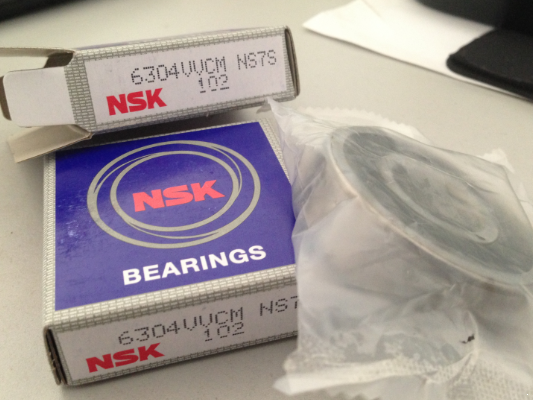 6304VVCM NS7S
NSK 102
NSK
BEARINGS
6304VVCM NS7
NSK 102